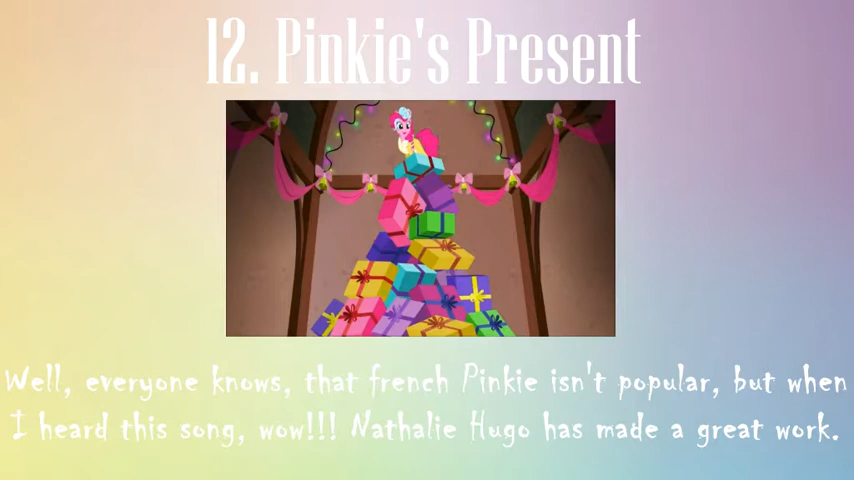 12. Pinkie's Present
Well, everyone knows, that french Pinkie isn't popular, but when
I heard this song, wow!!! Nathalie Hugo has made a great work.